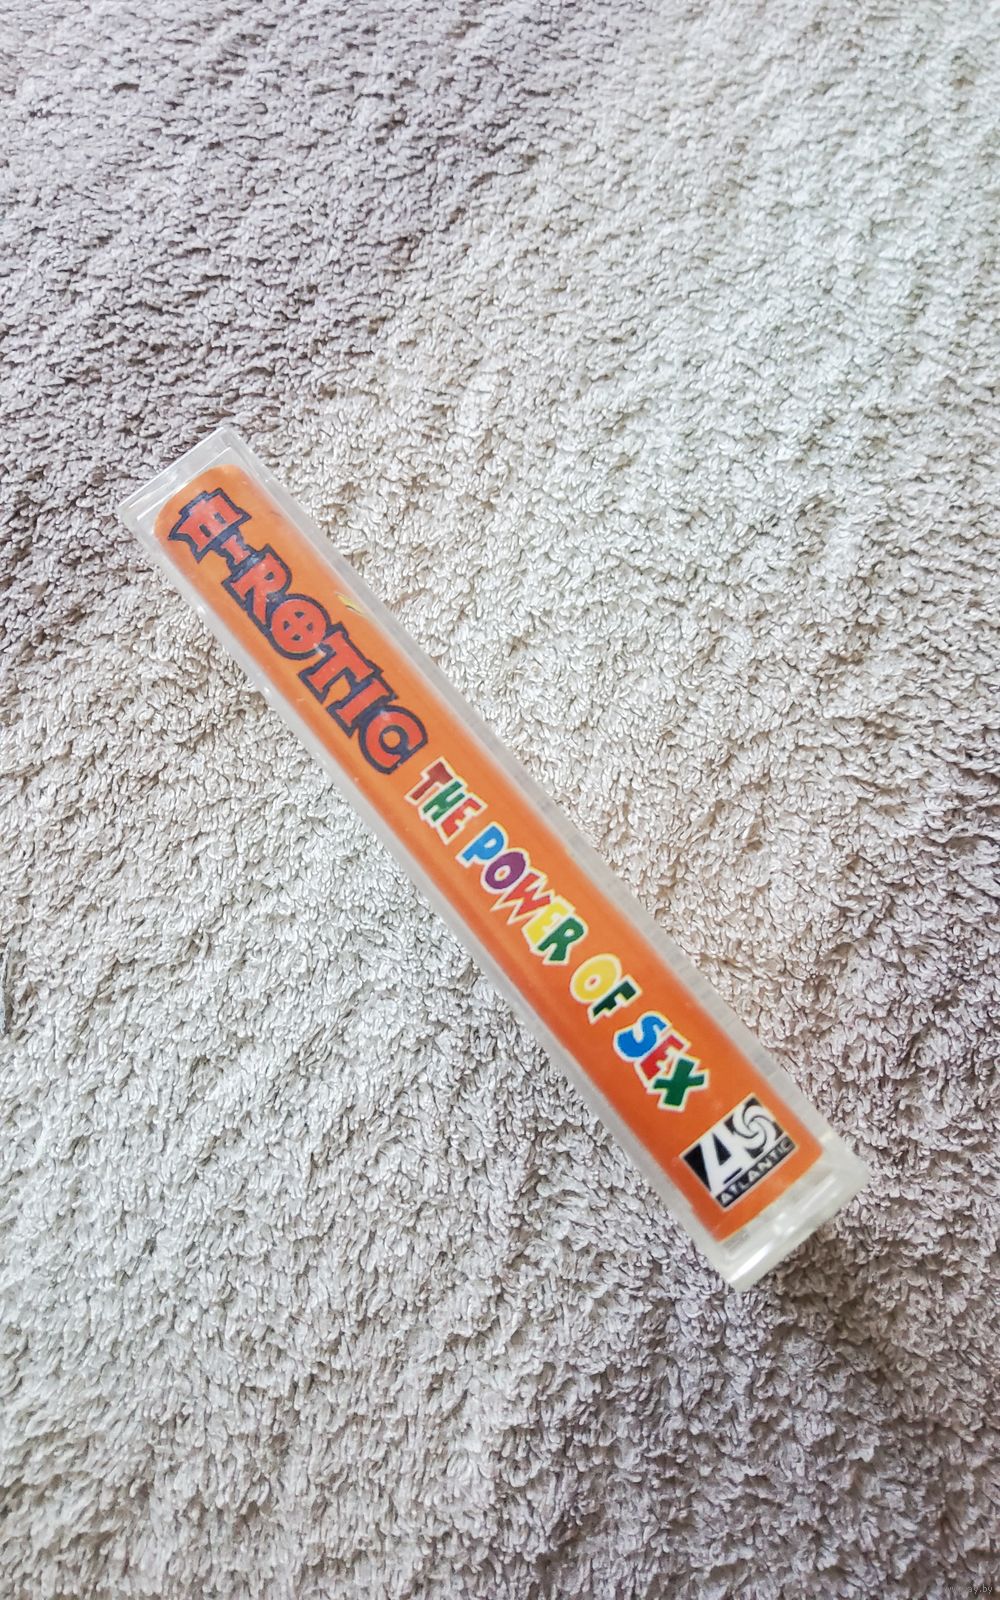 E-ROTIC THE POWER OF SEX
ATLANTIC